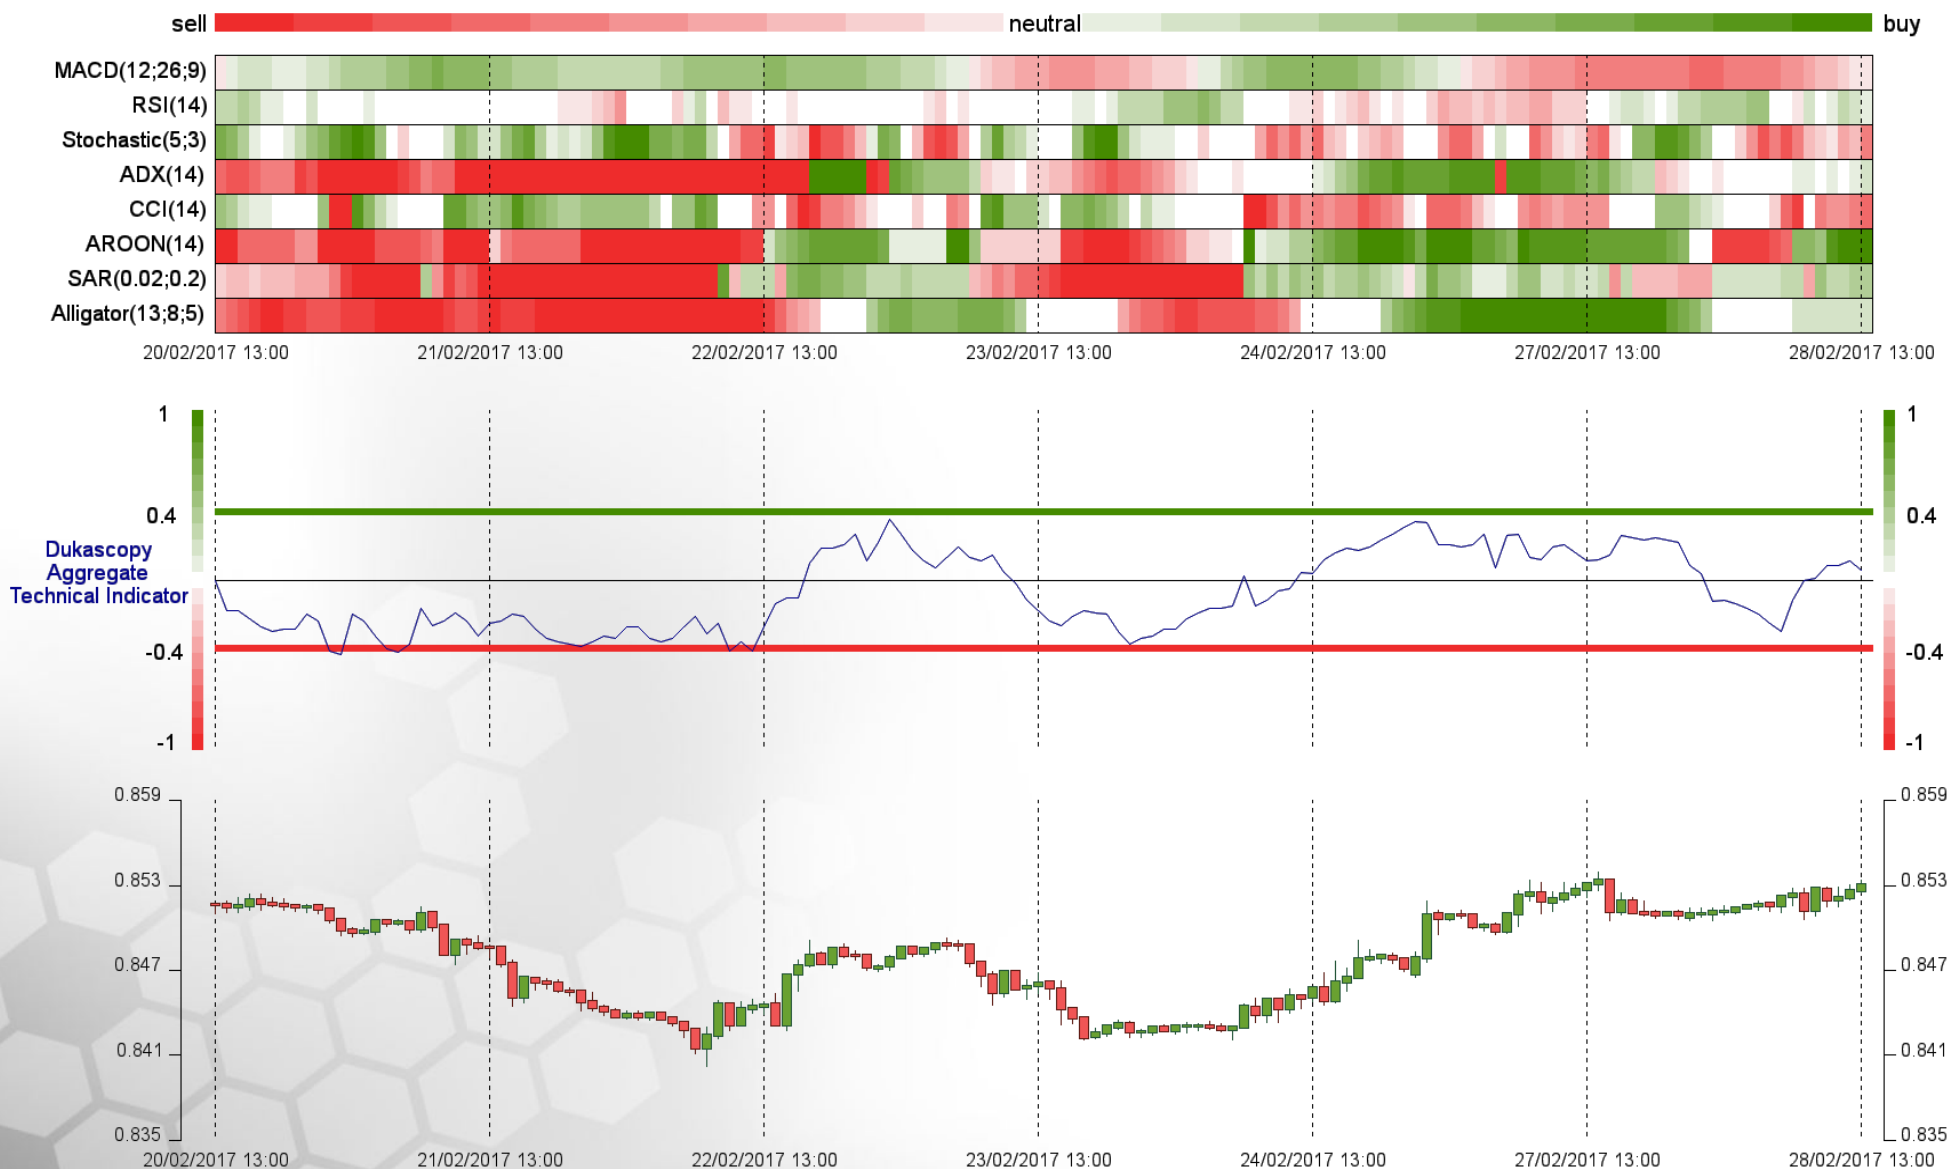 sell neutral buy
MACD(12;26;9)
RSI(14)
Stochastic(5;3)
ADX(14)
CCI(14)
AROON(14)
SAR(0.02;0.2)
Alligator(13;8;5)
20/02/2017 13:00 21/02/2017 13:00 22/02/2017 13:00 23/02/2017 13:00 24/02/2017 13:00 27/02/2017 13:00 28/02/2017 13:00
1 1
0.4 0.4
Dukascopy
Aggregate
Technical Indicator
-0.4 -0.4
-1 -1
0.859 0.859
0.853 0.853
0.847 0.847
0.841 0.841
0.835 0.835
20/02/2017 13:00 21/02/2017 13:00 22/02/2017 13:00 23/02/2017 13:00 24/02/2017 13:00 27/02/2017 13:00 28/02/2017 13:00